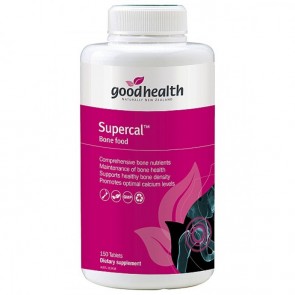 goodhealth
NATURALLY NEW ZEALAND
Supercal™
Bone food
Comprehensive bone nutrients
Maintenance of bone health
Supports healthy bone density
Promotes optimal calcium levels
150 Tablets
Dietary supplement